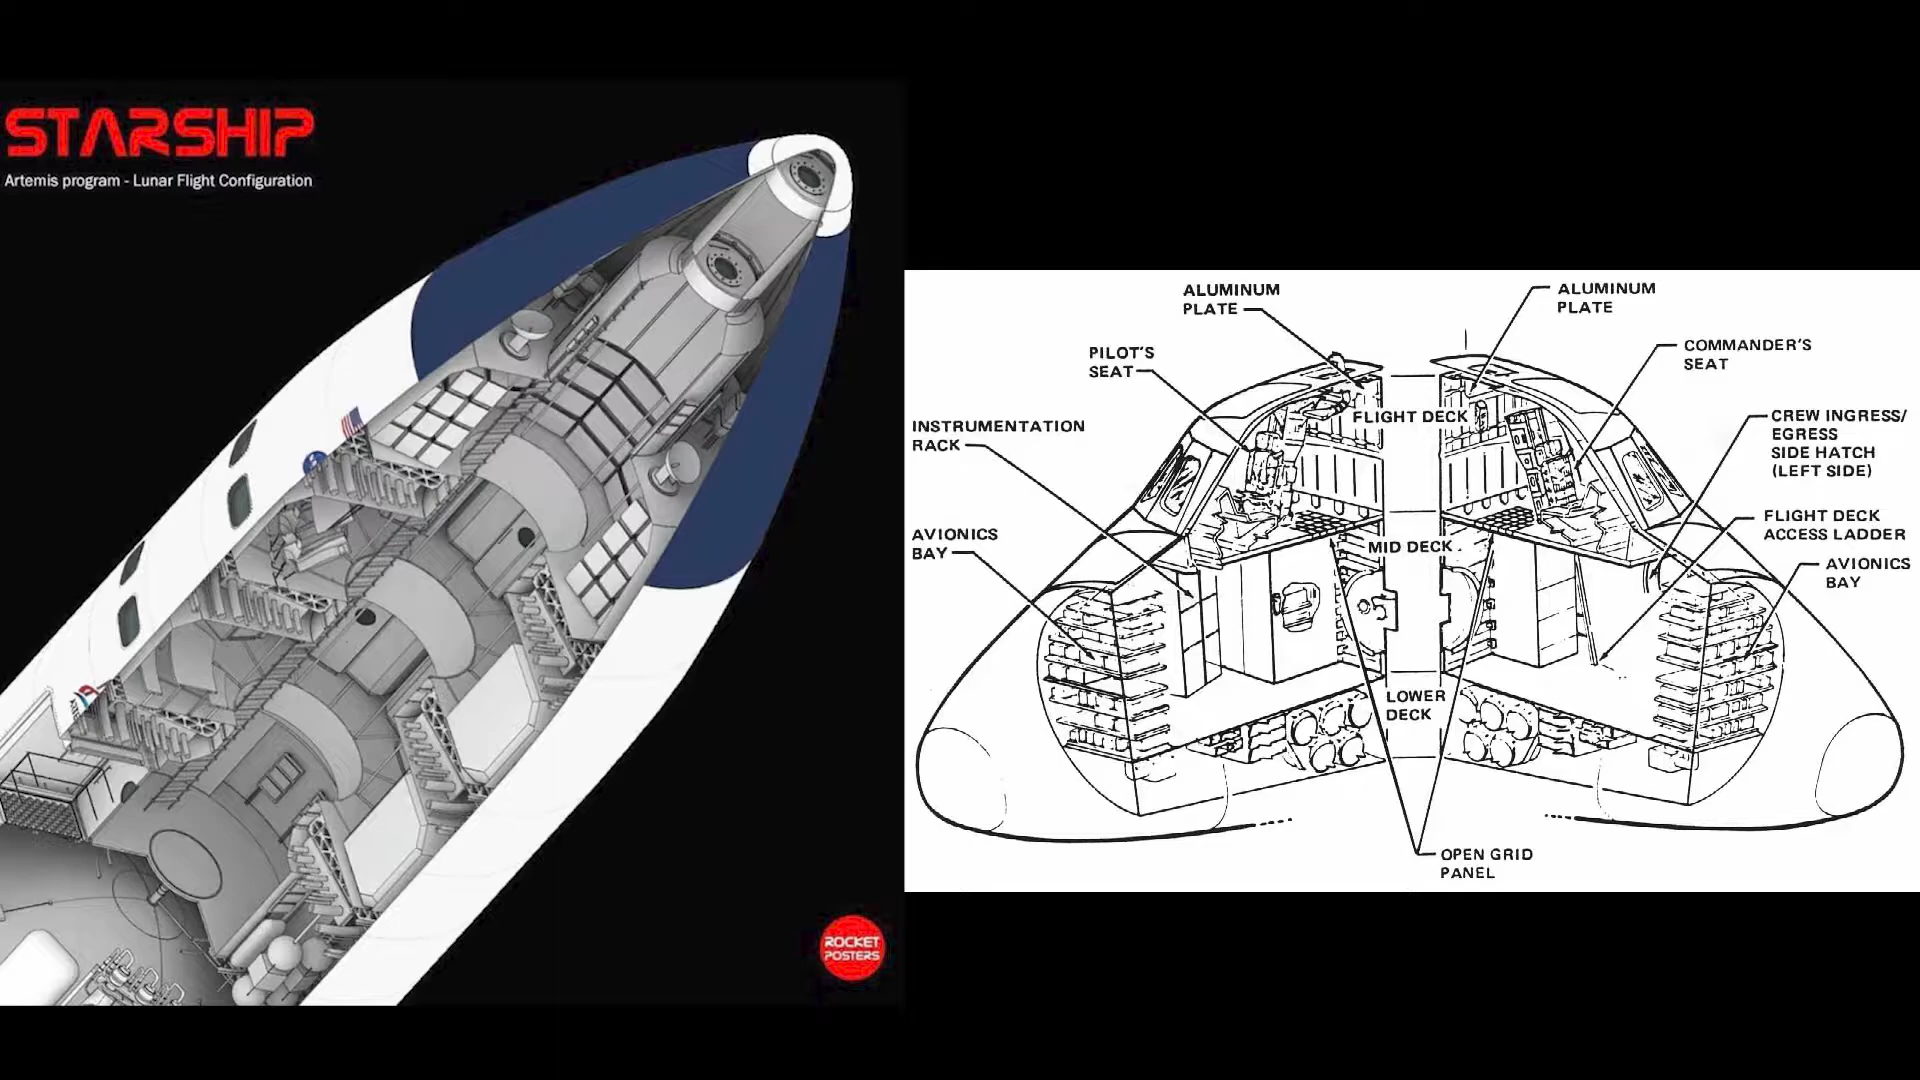 STARSHIP
Artemis program - Lunar Flight Configuration
ROCKET
POSTERS
ALUMINUM
PLATE
ALUMINUM
PLATE
PILOT'S
SEAT
COMMANDER'S
SEAT
FLIGHT DECK
INSTRUMENTATION
RACK
CREW INGRESS/
EGRESS
SIDE HATCH
(LEFT SIDE)
AVIONICS
BAY
MID DECK
FLIGHT DECK
ACCESS LADDER
AVIONICS
BAY
LOWER
DECK
OPEN GRID
PANEL